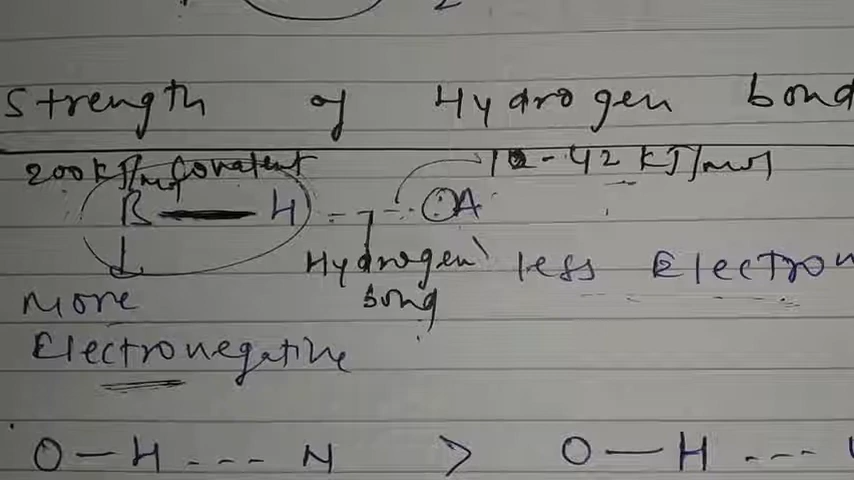 Strength of Hydrogen bond
200 kJ/mol Covalent 10-42 kJ/mol
B — H --- :A
Hydrogen bond less Electron
More
Electronegative
O — H --- N > O — H ---